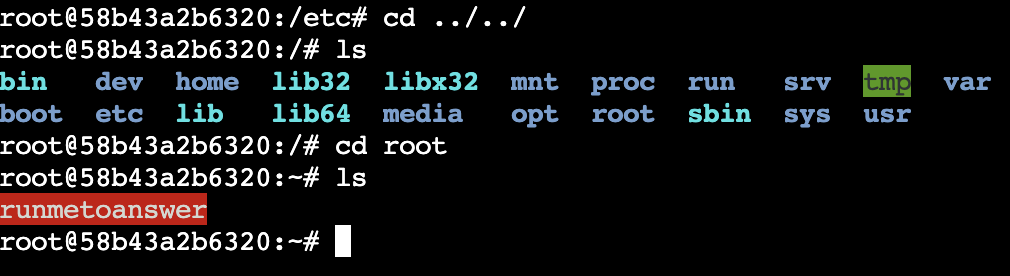 root@58b43a2b6320:/etc# cd ../../
root@58b43a2b6320:/# ls
bin   dev  home  lib32  libx32  mnt  proc  run   srv  tmp  var
boot  etc  lib   lib64  media   opt  root  sbin  sys  usr
root@58b43a2b6320:/# cd root
root@58b43a2b6320:~# ls
runmetoanswer
root@58b43a2b6320:~#